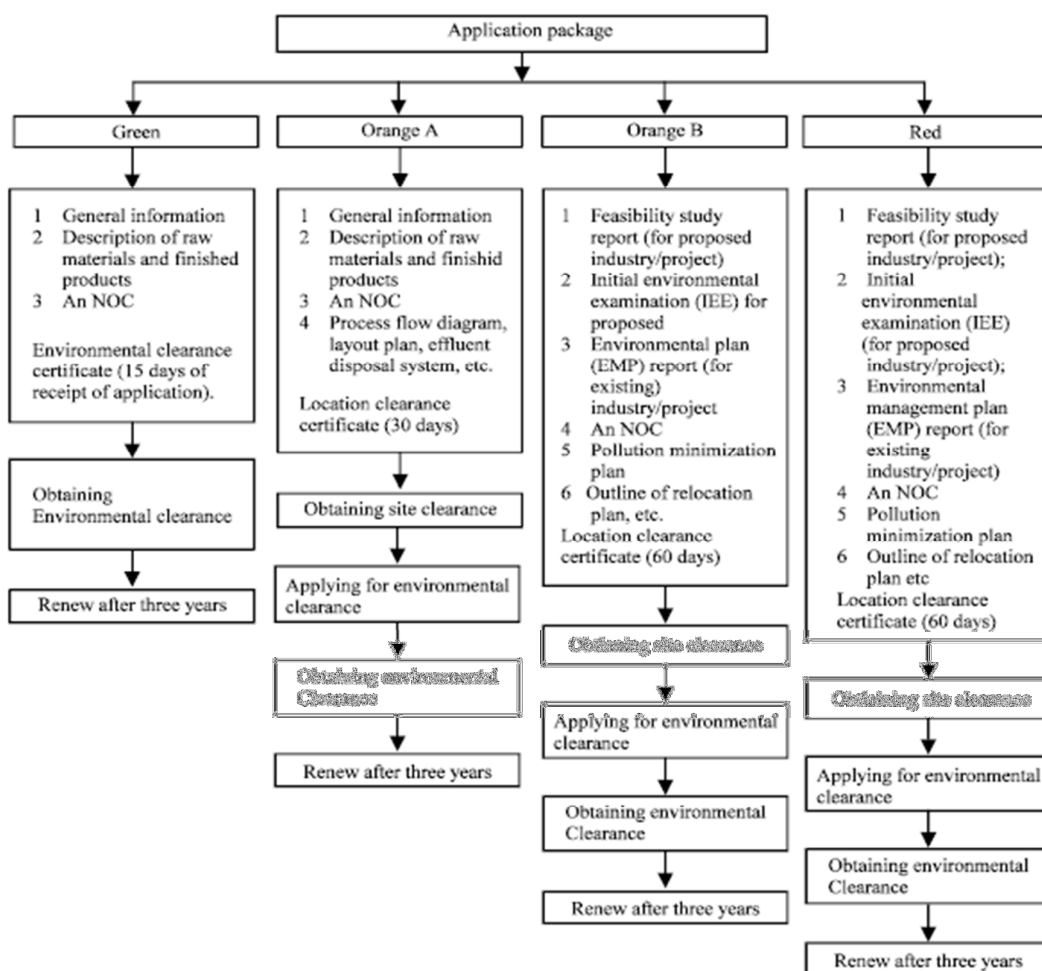 Application package
Green
Orange A
Orange B
Red
1 General information
2 Description of raw
materials and finished
products
3 An NOC
Environmental clearance
certificate (15 days of
receipt of application).
Obtaining
Environmental clearance
Renew after three years
1 General information
2 Description of raw
materials and finishid
products
3 An NOC
4 Process flow diagram,
layout plan, effluent
disposal system, etc.
Location clearance
certificate (30 days)
Obtaining site clearance
Applying for environmental
clearance
Obtaining environmental
Clearance
Renew after three years
1 Feasibility study
report (for proposed
industry/project)
2 Initial environmental
examination (IEE) for
proposed
3 Environmental plan
(EMP) report (for
existing)
industry/project
4 An NOC
5 Pollution minimization
plan
6 Outline of relocation
plan, etc.
Location clearance
certificate (60 days)
Obtaining site clearance
Applying for environmental
clearance
Obtaining environmental
Clearance
Renew after three years
1 Feasibility study
report (for proposed
industry/project);
2 Initial
environmental
examination (IEE)
(for proposed
industry/project);
3 Environmental
management plan
(EMP) report (for
existing
industry/project)
4 An NOC
5 Pollution
minimization plan
6 Outline of relocation
plan etc
Location clearance
certificate (60 days)
Obtaining site clearance
Applying for environmental
clearance
Obtaining environmental
Clearance
Renew after three years